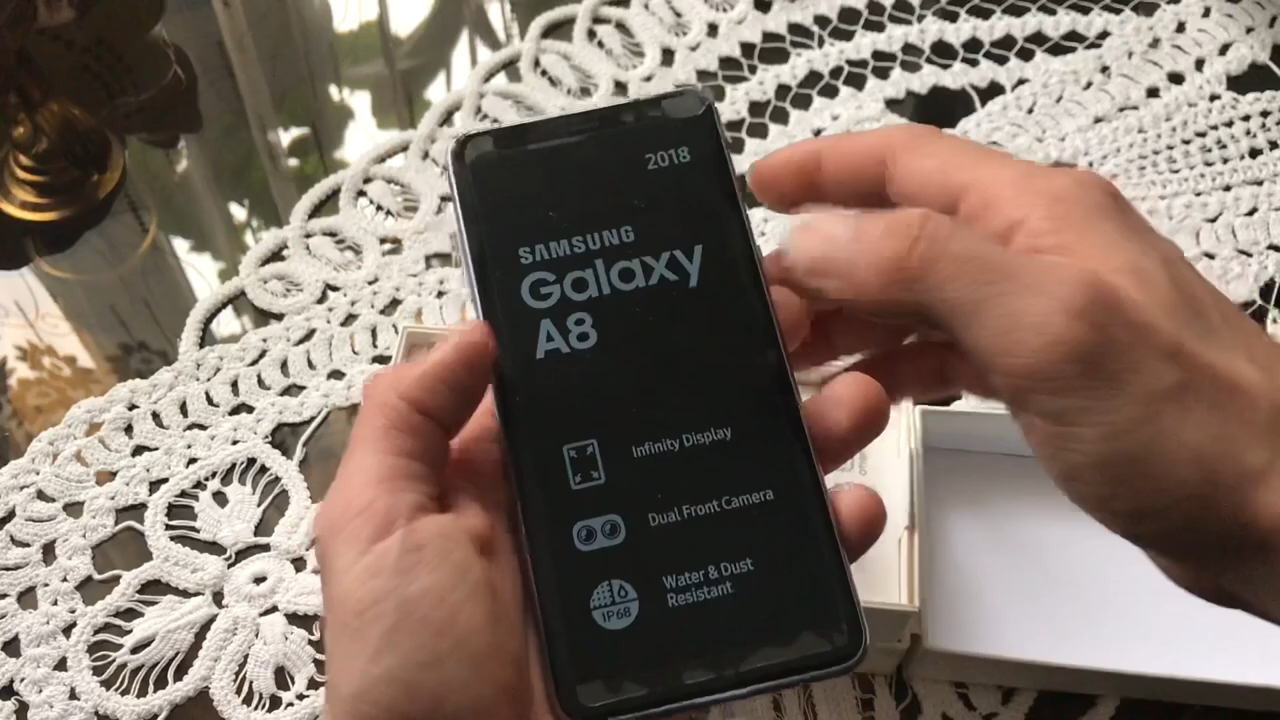 2018
SAMSUNG
Galaxy
A8
Infinity Display
Dual Front Camera
Water & Dust
Resistant
IP68